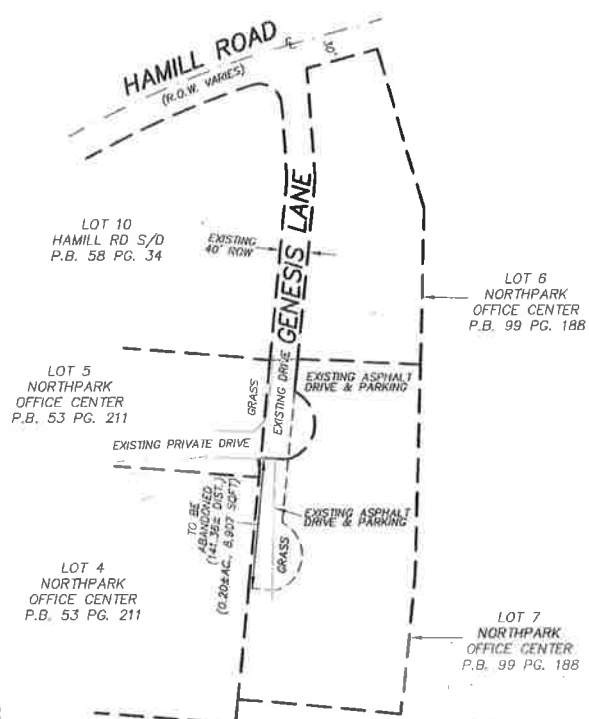 HAMILL ROAD
(R.O.W. VARIES)
℄
30'
LOT 10
HAMILL RD S/D
P.B. 58 PG. 34
EXISTING
40' ROW
GENESIS LANE
LOT 6
NORTHPARK
OFFICE CENTER
P.B. 99 PG. 188
LOT 5
NORTHPARK
OFFICE CENTER
P.B. 53 PG. 211
GRASS
EXISTING DRIVE
EXISTING ASPHALT
DRIVE & PARKING
EXISTING PRIVATE DRIVE
TO BE
ABANDONED
(141.36± DIST.)
(0.20±AC., 8,907 SQFT)
EXISTING ASPHALT
DRIVE & PARKING
GRASS
LOT 4
NORTHPARK
OFFICE CENTER
P.B. 53 PG. 211
LOT 7
NORTHPARK
OFFICE CENTER
P.B. 99 PG. 188